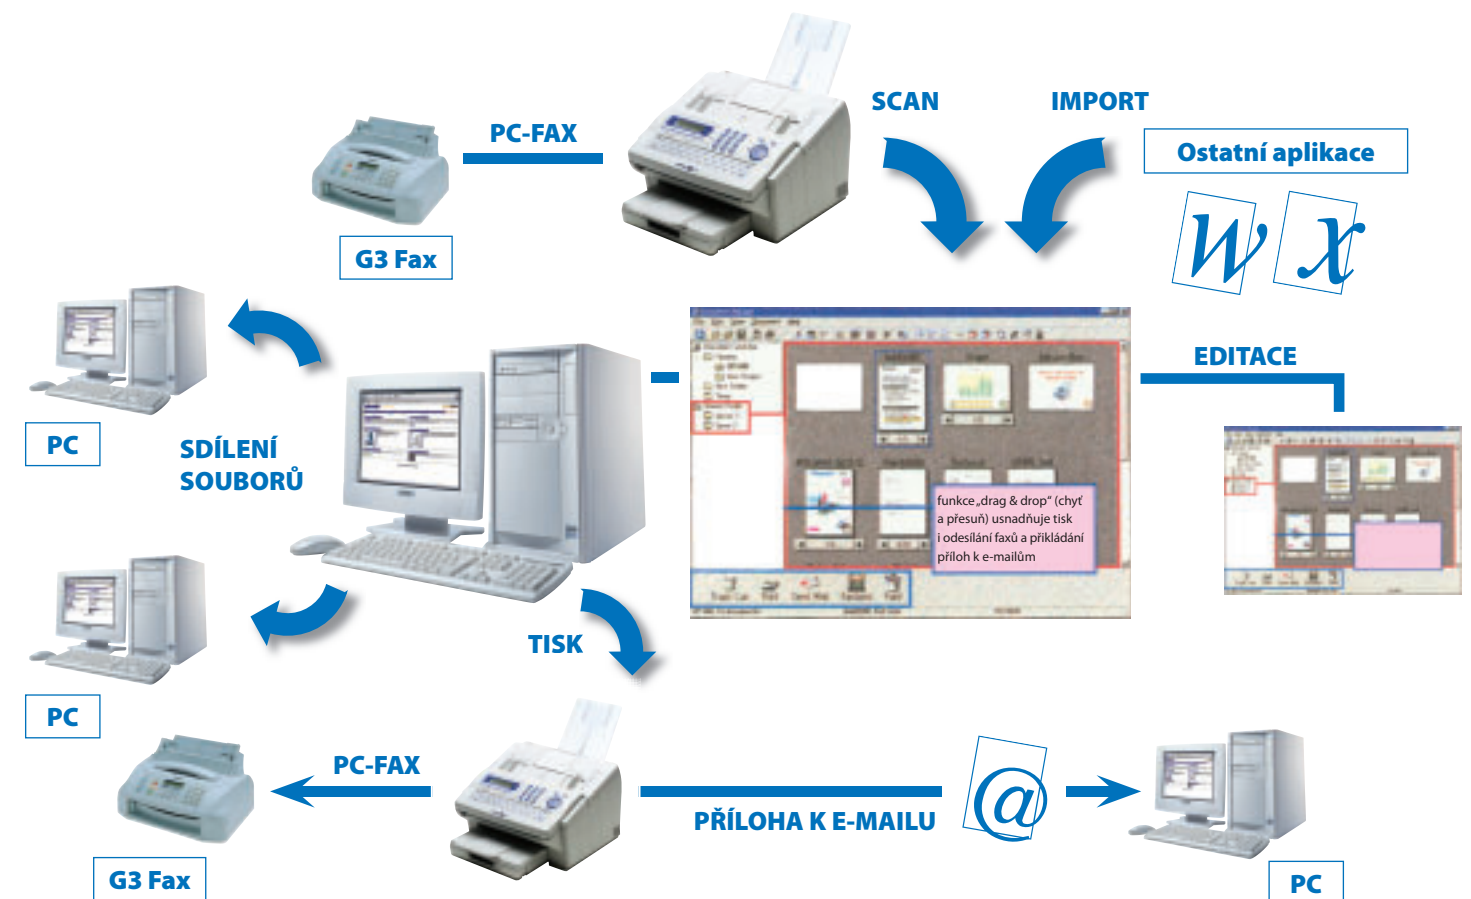 SCAN
IMPORT
PC-FAX
Ostatní aplikace
W
X
G3 Fax
EDITACE
PC
SDÍLENÍ
SOUBORŮ
funkce „drag & drop“ (chyť
a přesuň) usnadňuje tisk
i odesílání faxů a přikládání
příloh k e-mailům
TISK
PC
PC-FAX
@
PŘÍLOHA K E-MAILU
G3 Fax
PC